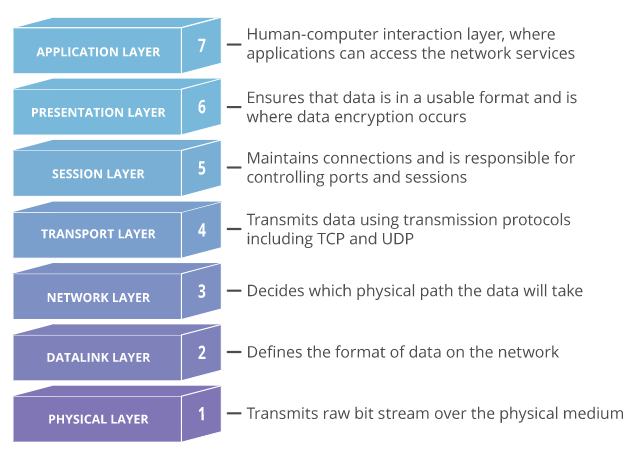 APPLICATION LAYER 7
Human-computer interaction layer, where
applications can access the network services
PRESENTATION LAYER 6
Ensures that data is in a usable format and is
where data encryption occurs
SESSION LAYER 5
Maintains connections and is responsible for
controlling ports and sessions
TRANSPORT LAYER 4
Transmits data using transmission protocols
including TCP and UDP
NETWORK LAYER 3
Decides which physical path the data will take
DATALINK LAYER 2
Defines the format of data on the network
PHYSICAL LAYER 1
Transmits raw bit stream over the physical medium